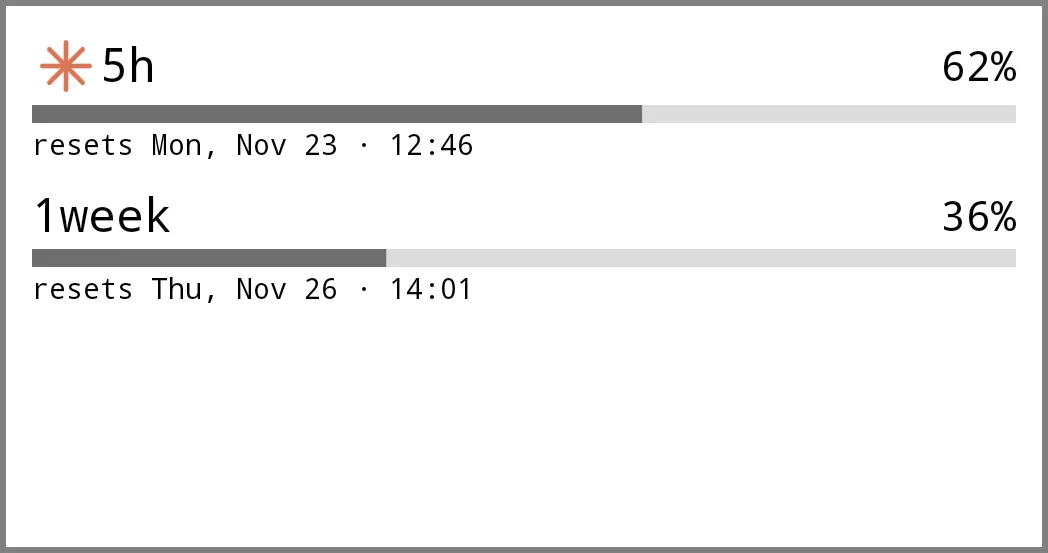 5h 62%
resets Mon, Nov 23 · 12:46
1week 36%
resets Thu, Nov 26 · 14:01